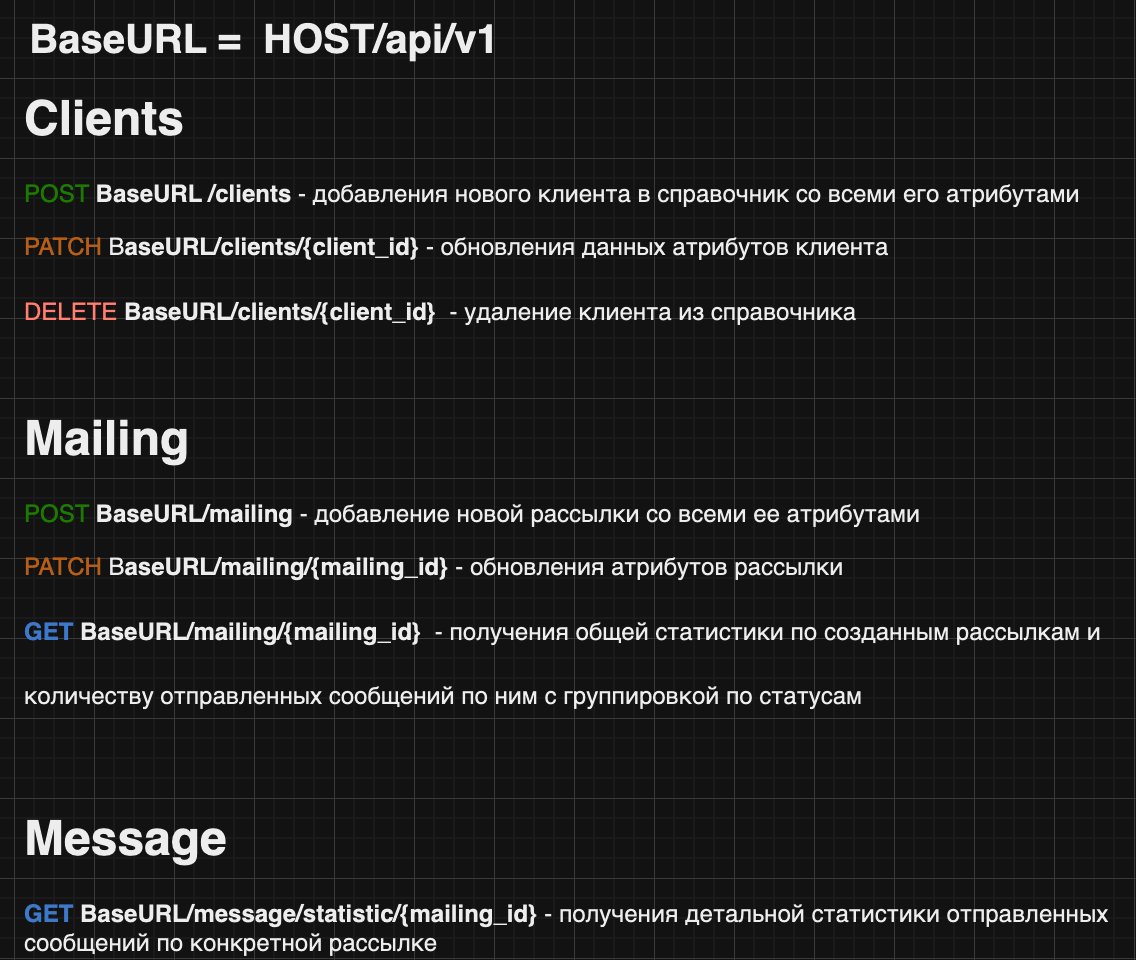 BaseURL = HOST/api/v1
Clients
POST BaseURL /clients - добавления нового клиента в справочник со всеми его атрибутами
PATCH BaseURL/clients/{client_id} - обновления данных атрибутов клиента
DELETE BaseURL/clients/{client_id} - удаление клиента из справочника
Mailing
POST BaseURL/mailing - добавление новой рассылки со всеми ее атрибутами
PATCH BaseURL/mailing/{mailing_id} - обновления атрибутов рассылки
GET BaseURL/mailing/{mailing_id} - получения общей статистики по созданным рассылкам и
количеству отправленных сообщений по ним с группировкой по статусам
Message
GET BaseURL/message/statistic/{mailing_id} - получения детальной статистики отправленных
сообщений по конкретной рассылке